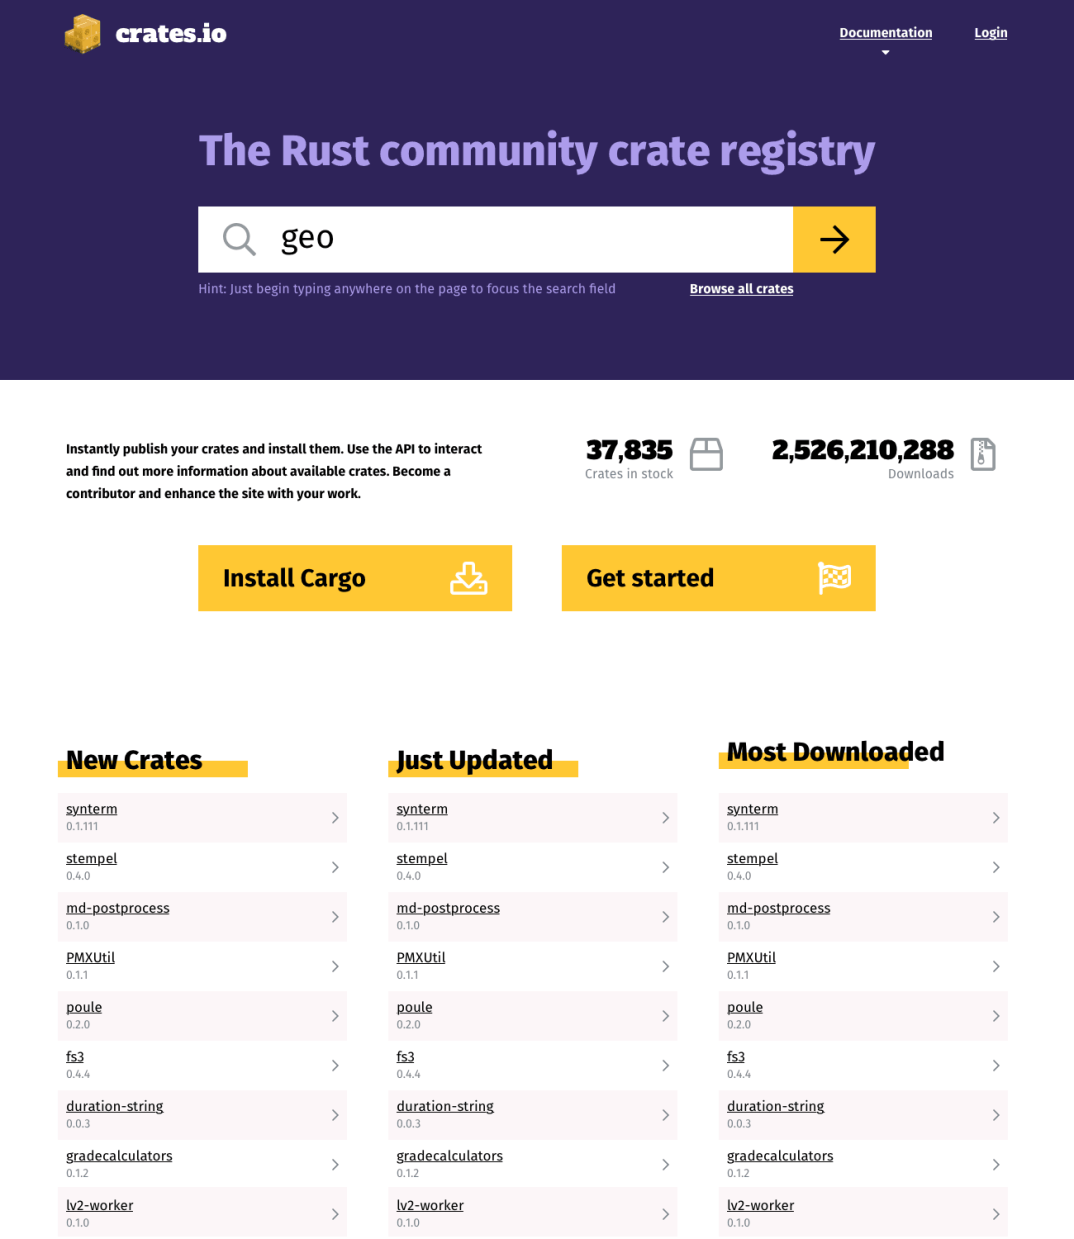 crates.io
Documentation
Login
The Rust community crate registry
geo
Hint: Just begin typing anywhere on the page to focus the search field
Browse all crates
Instantly publish your crates and install them. Use the API to interact
and find out more information about available crates. Become a
contributor and enhance the site with your work.
37,835
Crates in stock
2,526,210,288
Downloads
Install Cargo
Get started
New Crates
synterm
0.1.111
stempel
0.4.0
md-postprocess
0.1.0
PMXUtil
0.1.1
poule
0.2.0
fs3
0.4.4
duration-string
0.0.3
gradecalculators
0.1.2
lv2-worker
0.1.0
Just Updated
synterm
0.1.111
stempel
0.4.0
md-postprocess
0.1.0
PMXUtil
0.1.1
poule
0.2.0
fs3
0.4.4
duration-string
0.0.3
gradecalculators
0.1.2
lv2-worker
0.1.0
Most Downloaded
synterm
0.1.111
stempel
0.4.0
md-postprocess
0.1.0
PMXUtil
0.1.1
poule
0.2.0
fs3
0.4.4
duration-string
0.0.3
gradecalculators
0.1.2
lv2-worker
0.1.0